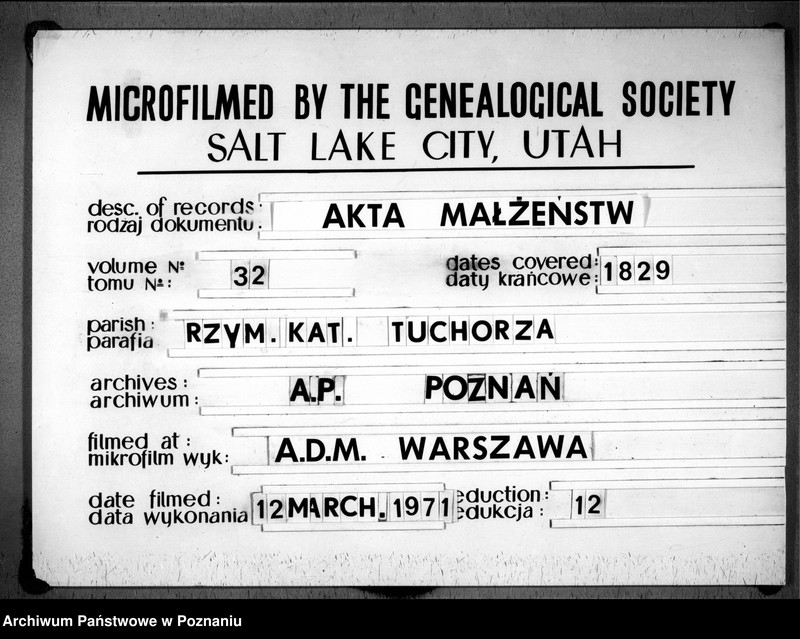 MICROFILMED BY THE GENEALOGICAL SOCIETY
SALT LAKE CITY, UTAH
desc. of records: AKTA MAŁŻEŃSTW
rodzaj dokumentu:
volume №
tomu №: 32
dates covered: 1829
daty krańcowe:
parish: RZYM. KAT. TUCHORZA
parafia
archives: A.P. POZNAŃ
archiwum:
filmed at: A.D.M. WARSZAWA
mikrofilm wyk:
date filmed: 12 MARCH. 1971
data wykonania
eduction: 12
edukcja:
Archiwum Państwowe w Poznaniu